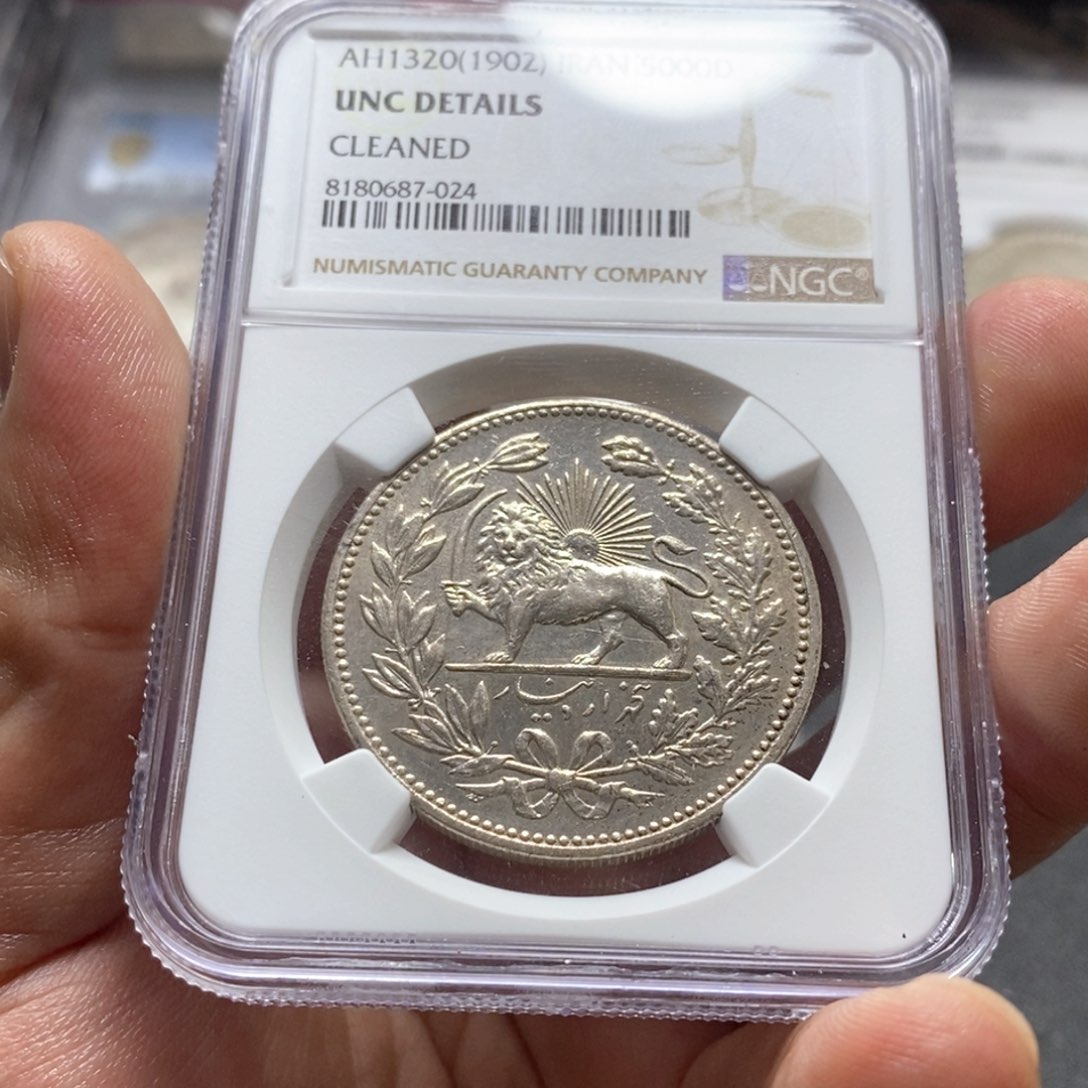 AH1320(1902) IRAN 5000D
UNC DETAILS
CLEANED
8180687-024
NUMISMATIC GUARANTY COMPANY
NGC®